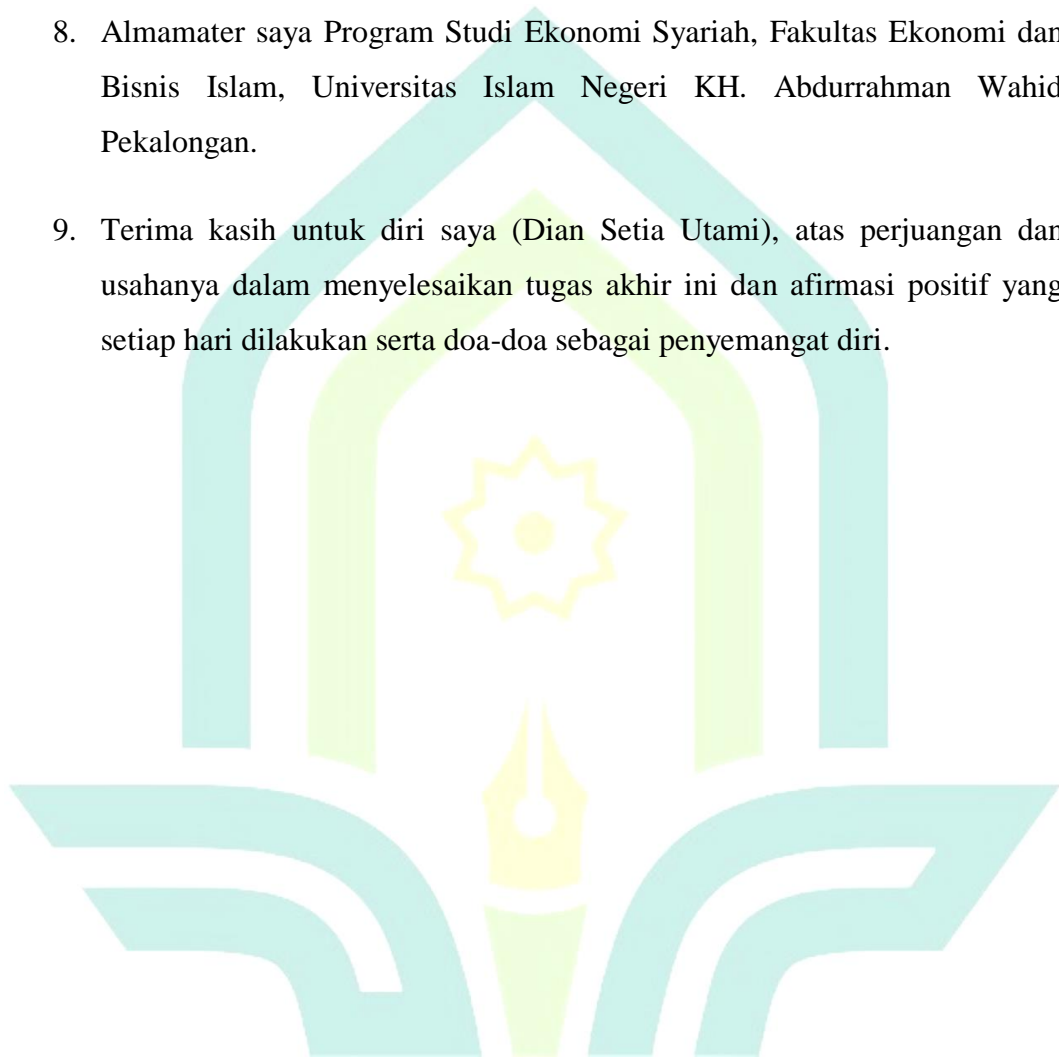 8. Almamater saya Program Studi Ekonomi Syariah, Fakultas Ekonomi dan
Bisnis Islam, Universitas Islam Negeri KH. Abdurrahman Wahid
Pekalongan.
9. Terima kasih untuk diri saya (Dian Setia Utami), atas perjuangan dan
usahanya dalam menyelesaikan tugas akhir ini dan afirmasi positif yang
setiap hari dilakukan serta doa-doa sebagai penyemangat diri.